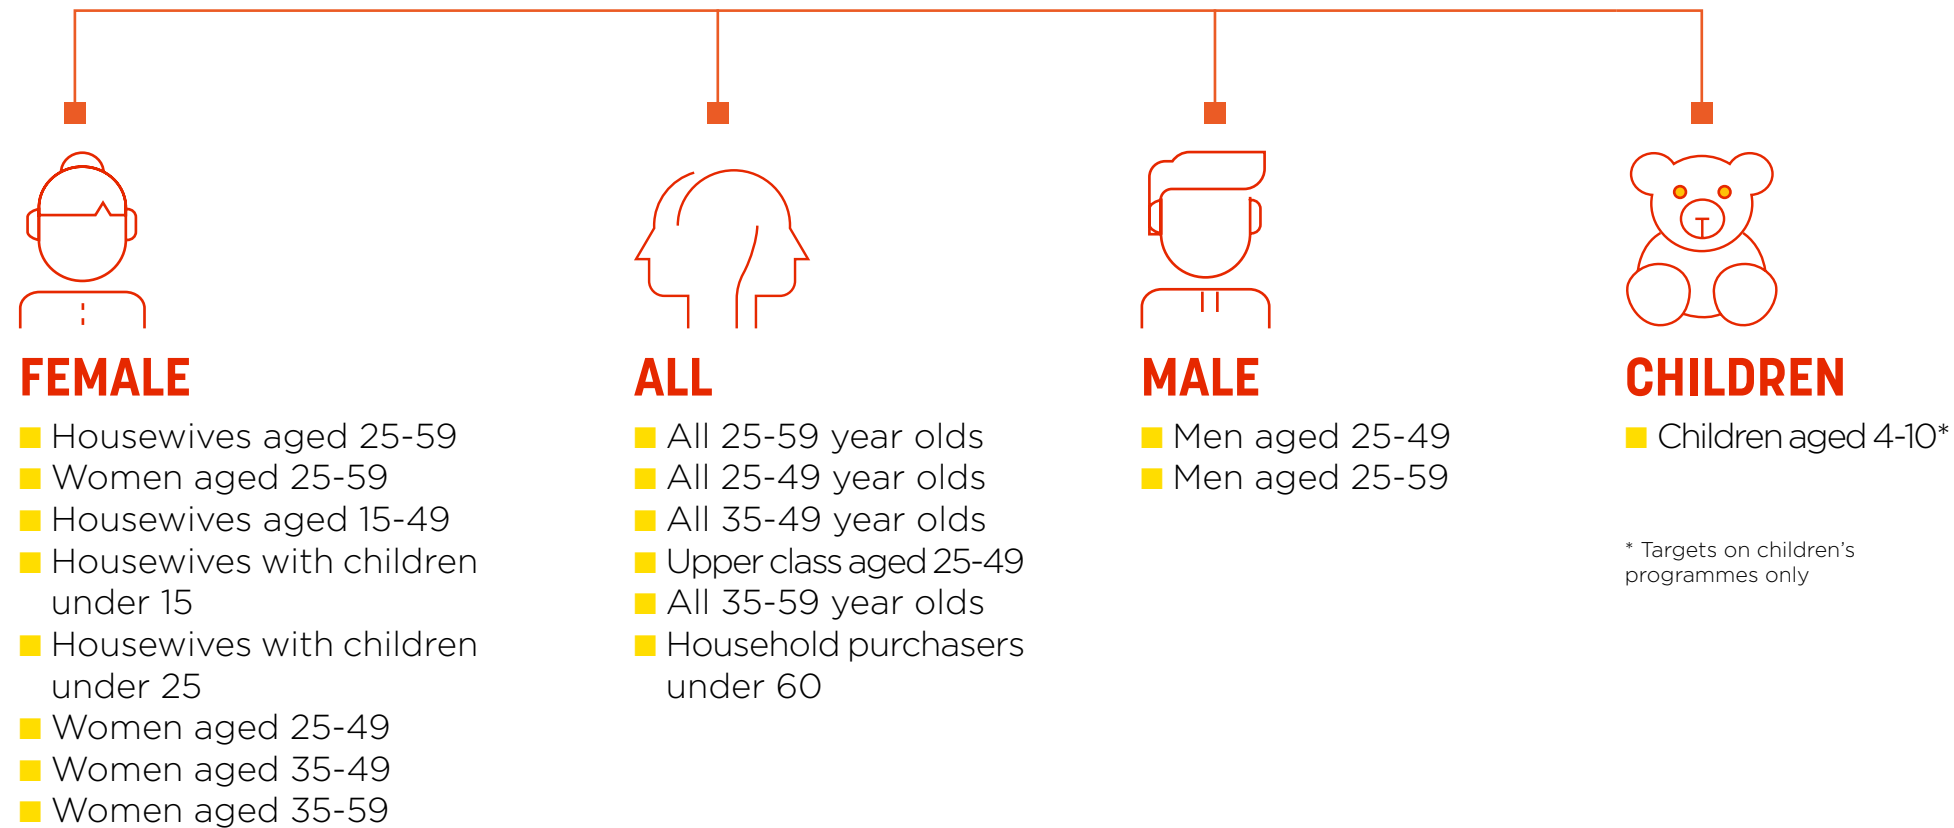 FEMALE
Housewives aged 25-59
Women aged 25-59
Housewives aged 15-49
Housewives with children
under 15
Housewives with children
under 25
Women aged 25-49
Women aged 35-49
Women aged 35-59
ALL
All 25-59 year olds
All 25-49 year olds
All 35-49 year olds
Upper class aged 25-49
All 35-59 year olds
Household purchasers
under 60
MALE
Men aged 25-49
Men aged 25-59
CHILDREN
Children aged 4-10*
* Targets on children's
programmes only